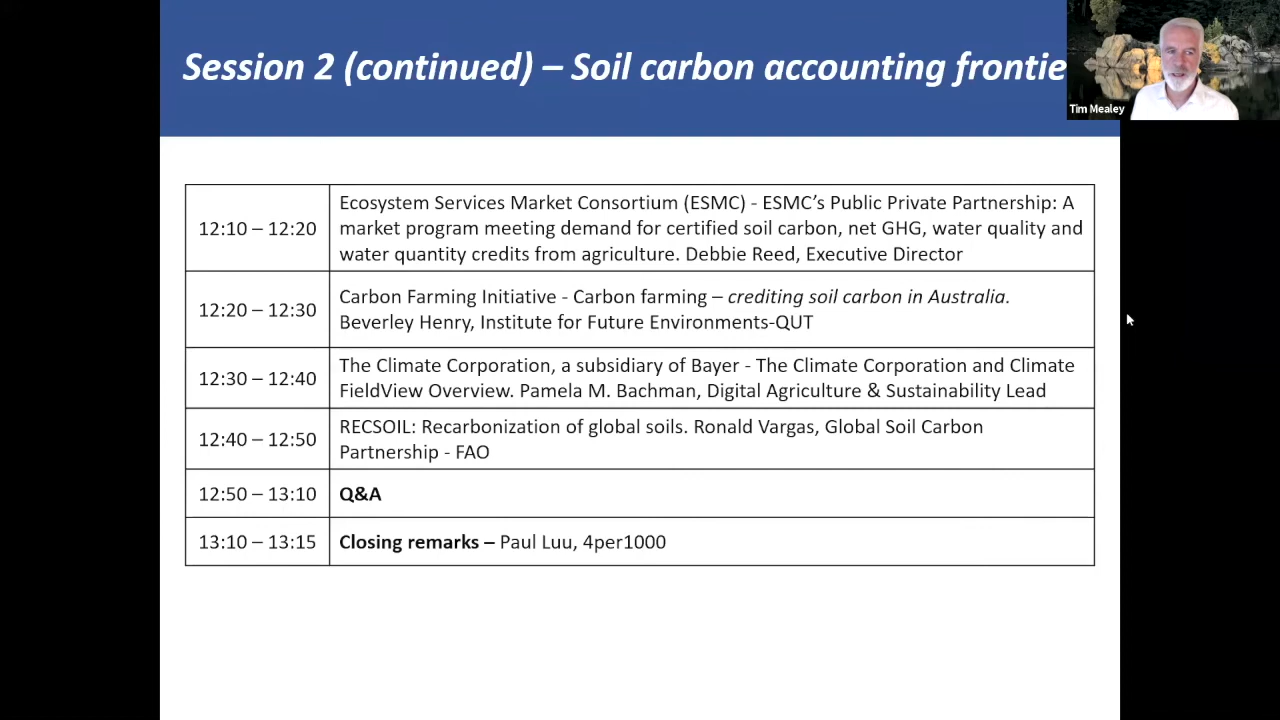 Session 2 (continued) – Soil carbon accounting frontie
Tim Mealey
12:10 – 12:20
Ecosystem Services Market Consortium (ESMC) - ESMC’s Public Private Partnership: A
market program meeting demand for certified soil carbon, net GHG, water quality and
water quantity credits from agriculture. Debbie Reed, Executive Director
12:20 – 12:30
Carbon Farming Initiative - Carbon farming – crediting soil carbon in Australia.
Beverley Henry, Institute for Future Environments-QUT
12:30 – 12:40
The Climate Corporation, a subsidiary of Bayer - The Climate Corporation and Climate
FieldView Overview. Pamela M. Bachman, Digital Agriculture & Sustainability Lead
12:40 – 12:50
RECSOIL: Recarbonization of global soils. Ronald Vargas, Global Soil Carbon
Partnership - FAO
12:50 – 13:10
Q&A
13:10 – 13:15
Closing remarks – Paul Luu, 4per1000